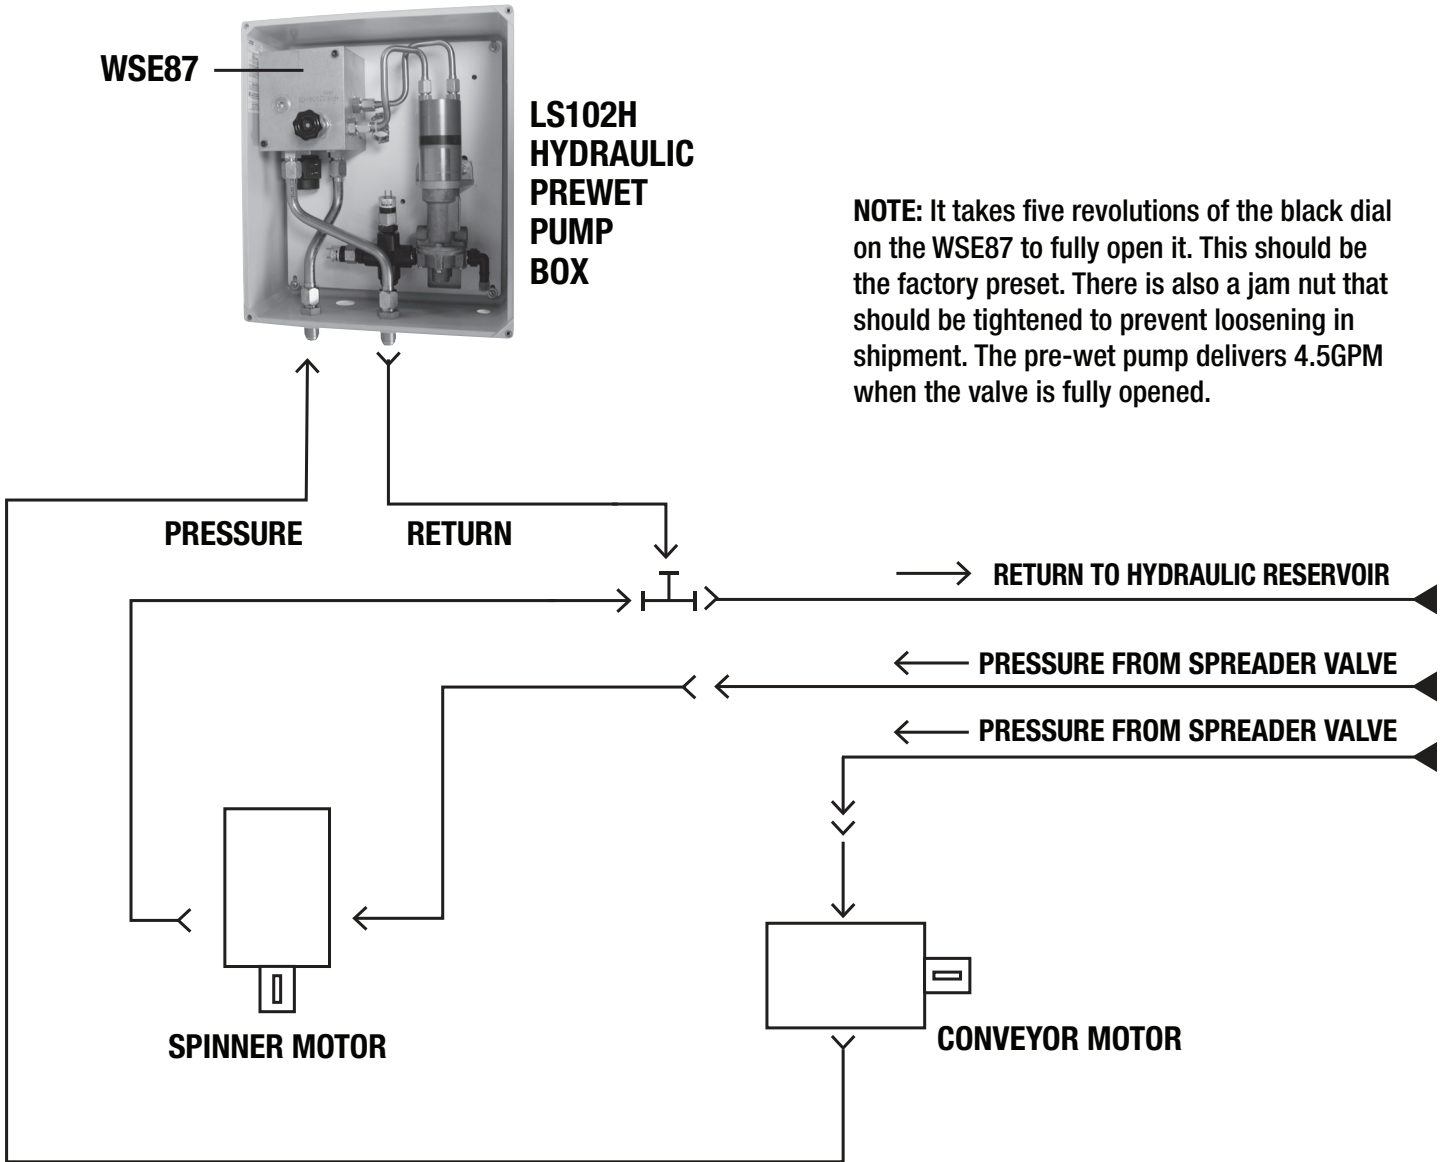 WSE87
LS102H
HYDRAULIC
PREWET
PUMP
BOX
NOTE: It takes five revolutions of the black dial
on the WSE87 to fully open it. This should be
the factory preset. There is also a jam nut that
should be tightened to prevent loosening in
shipment. The pre-wet pump delivers 4.5GPM
when the valve is fully opened.
PRESSURE
RETURN
RETURN TO HYDRAULIC RESERVOIR
PRESSURE FROM SPREADER VALVE
PRESSURE FROM SPREADER VALVE
SPINNER MOTOR
CONVEYOR MOTOR